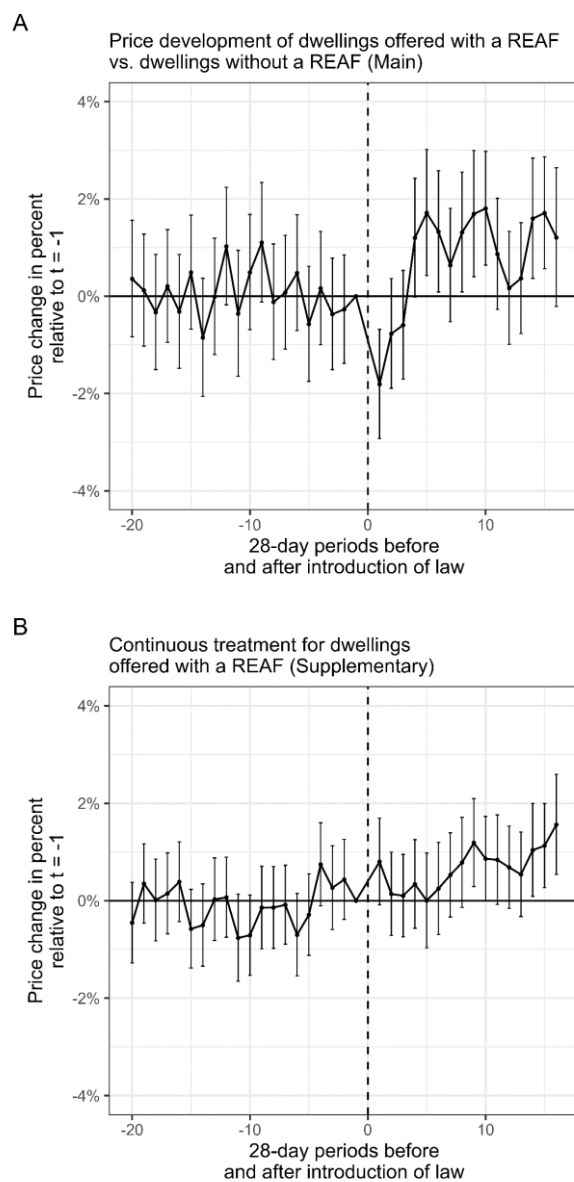 A
Price development of dwellings offered with a REAF
vs. dwellings without a REAF (Main)
4%
2%
0%
-2%
-4%
Price change in percent
relative to t = -1
-20
-10
0
10
28-day periods before
and after introduction of law
B
Continuous treatment for dwellings
offered with a REAF (Supplementary)
4%
2%
0%
-2%
-4%
Price change in percent
relative to t = -1
-20
-10
0
10
28-day periods before
and after introduction of law